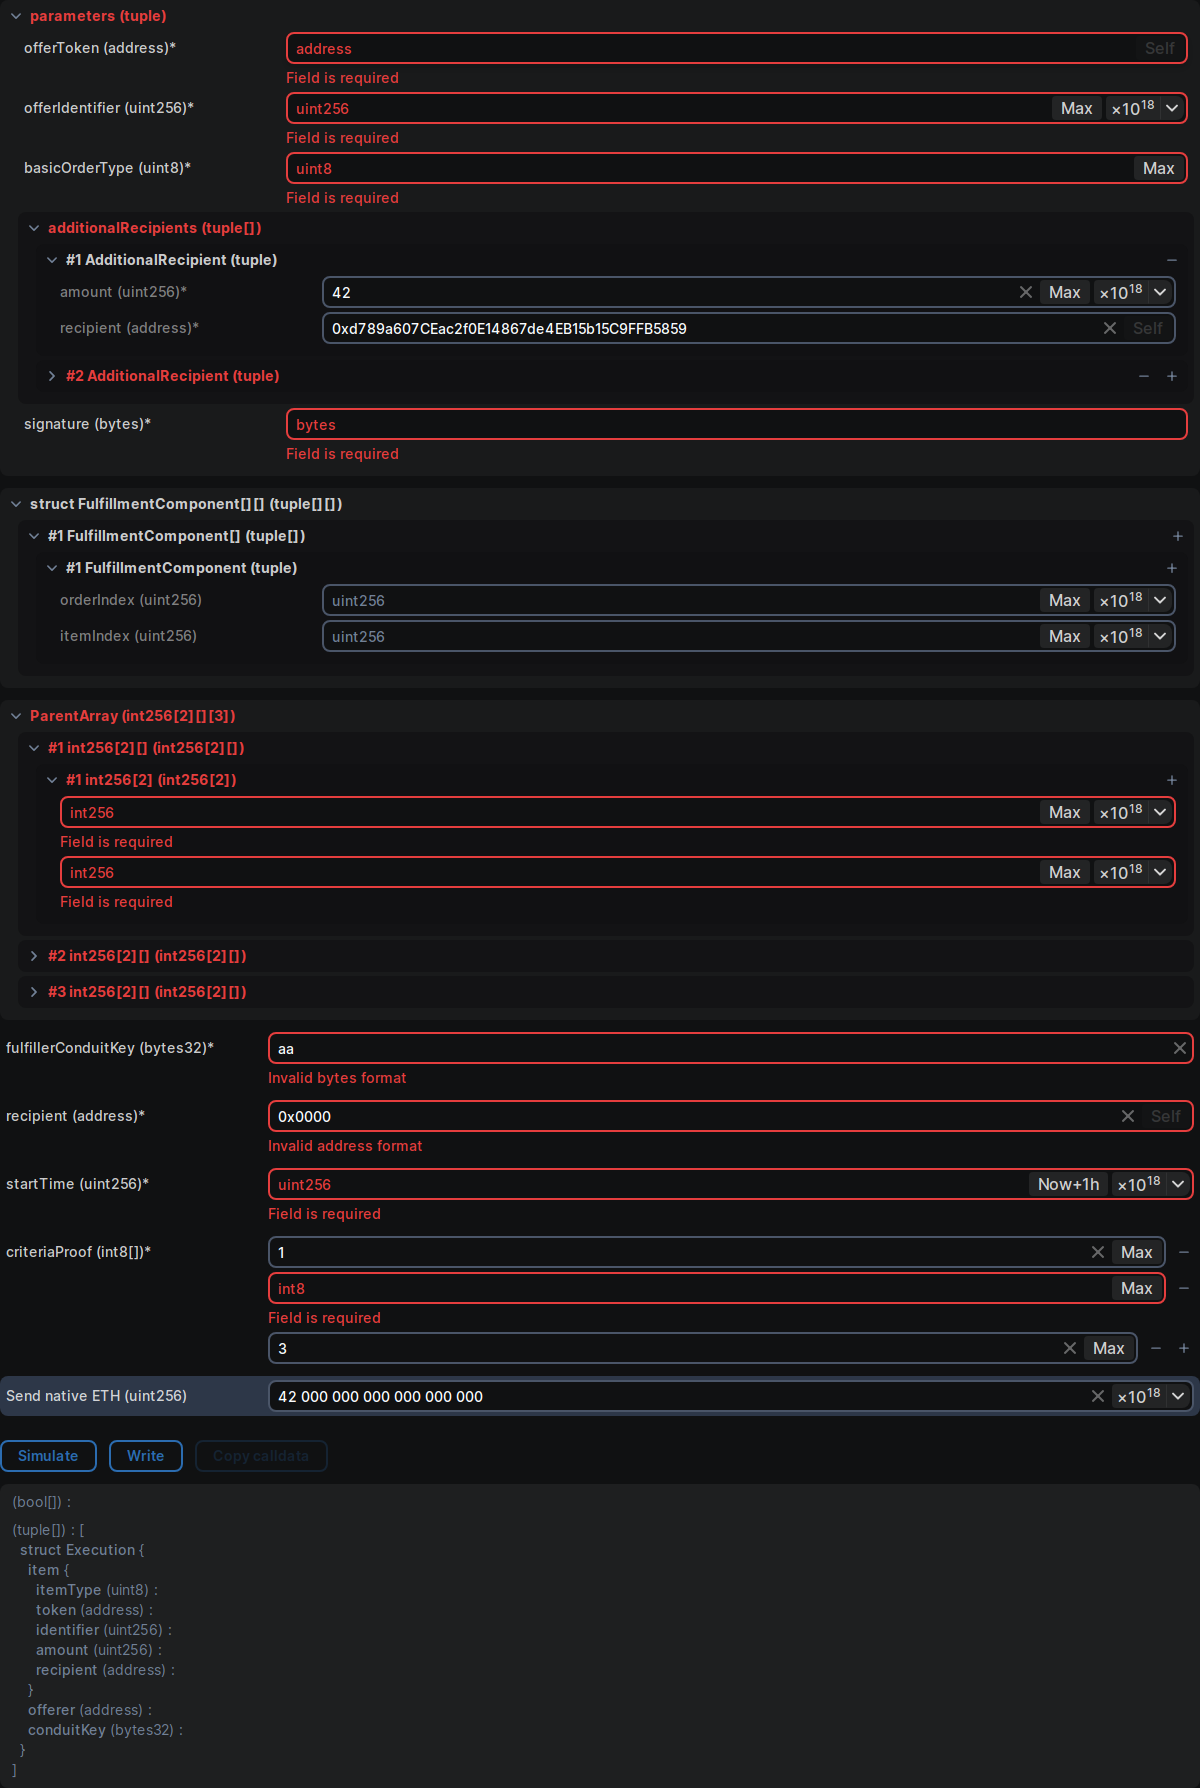 parameters (tuple)
offerToken (address)*
address Self
Field is required
offerIdentifier (uint256)*
uint256 Max ×10^18
Field is required
basicOrderType (uint8)*
uint8 Max
Field is required
additionalRecipients (tuple[])
#1 AdditionalRecipient (tuple) −
amount (uint256)* 42 Max ×10^18
recipient (address)* 0xd789a607CEac2f0E14867de4EB15b15C9FFB5859 Self
#2 AdditionalRecipient (tuple) − +
signature (bytes)* bytes
Field is required
struct FulfillmentComponent[][] (tuple[][])
#1 FulfillmentComponent[] (tuple[]) +
#1 FulfillmentComponent (tuple) +
orderIndex (uint256) uint256 Max ×10^18
itemIndex (uint256) uint256 Max ×10^18
ParentArray (int256[2][][3])
#1 int256[2][] (int256[2][])
#1 int256[2] (int256[2]) +
int256 Max ×10^18
Field is required
int256 Max ×10^18
Field is required
#2 int256[2][] (int256[2][])
#3 int256[2][] (int256[2][])
fulfillerConduitKey (bytes32)* aa
Invalid bytes format
recipient (address)* 0x0000 Self
Invalid address format
startTime (uint256)* uint256 Now+1h ×10^18
Field is required
criteriaProof (int8[])* 1 Max −
int8 Max −
Field is required
3 Max − +
Send native ETH (uint256) 42 000 000 000 000 000 000 ×10^18
Simulate Write Copy calldata
(bool[]) :
(tuple[]) : [
struct Execution {
item {
itemType (uint8) :
token (address) :
identifier (uint256) :
amount (uint256) :
recipient (address) :
}
offerer (address) :
conduitKey (bytes32) :
}
]